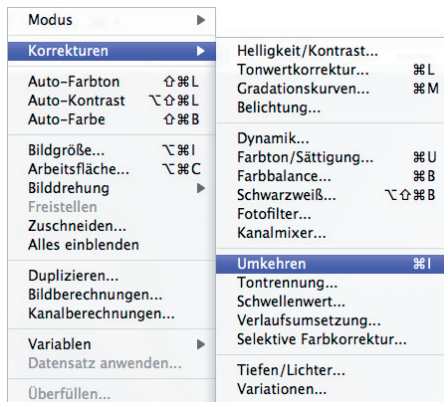 Modus
Korrekturen
Auto-Farbton ⇧⌘L
Auto-Kontrast ⌥⇧⌘L
Auto-Farbe ⇧⌘B
Bildgröße... ⌥⌘I
Arbeitsfläche... ⌥⌘C
Bilddrehung
Freistellen
Zuschneiden...
Alles einblenden
Duplizieren...
Bildberechnungen...
Kanalberechnungen...
Variablen
Datensatz anwenden...
Überfüllen...
Helligkeit/Kontrast...
Tonwertkorrektur... ⌘L
Gradationskurven... ⌘M
Belichtung...
Dynamik...
Farbton/Sättigung... ⌘U
Farbbalance... ⌘B
Schwarzweiß... ⌥⇧⌘B
Fotofilter...
Kanalmixer...
Umkehren ⌘I
Tontrennung...
Schwellenwert...
Verlaufsumsetzung...
Selektive Farbkorrektur...
Tiefen/Lichter...
Variationen...